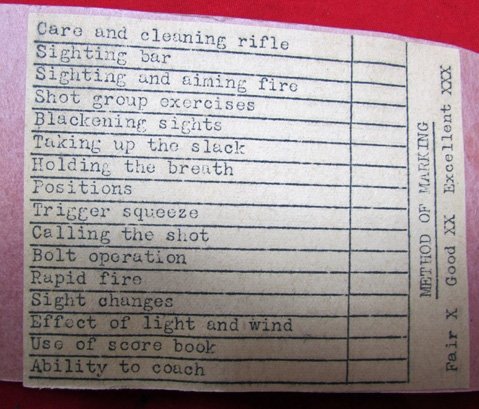 Care and cleaning rifle
Sighting bar
Sighting and aiming fire
Shot group exercises
Blackening sights
Taking up the slack
Holding the breath
Positions
Trigger squeeze
Calling the shot
Bolt operation
Rapid fire
Sight changes
Effect of light and wind
Use of score book
Ability to coach
METHOD OF MARKING
Fair X Good XX Excellent XXX